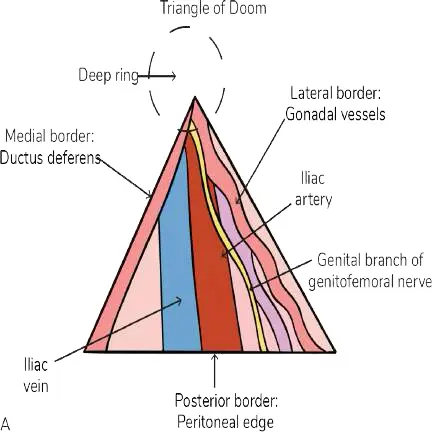 Triangle of Doom
Deep ring
Lateral border:
Gonadal vessels
Medial border:
Ductus deferens
Iliac
artery
Genital branch of
genitofemoral nerve
Iliac
vein
Posterior border:
Peritoneal edge
A